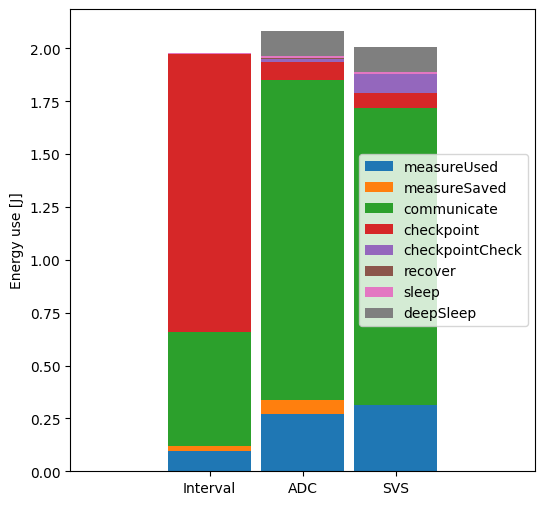 Energy use [J]
2.00
1.75
1.50
1.25
1.00
0.75
0.50
0.25
0.00
measureUsed
measureSaved
communicate
checkpoint
checkpointCheck
recover
sleep
deepSleep
Interval ADC SVS